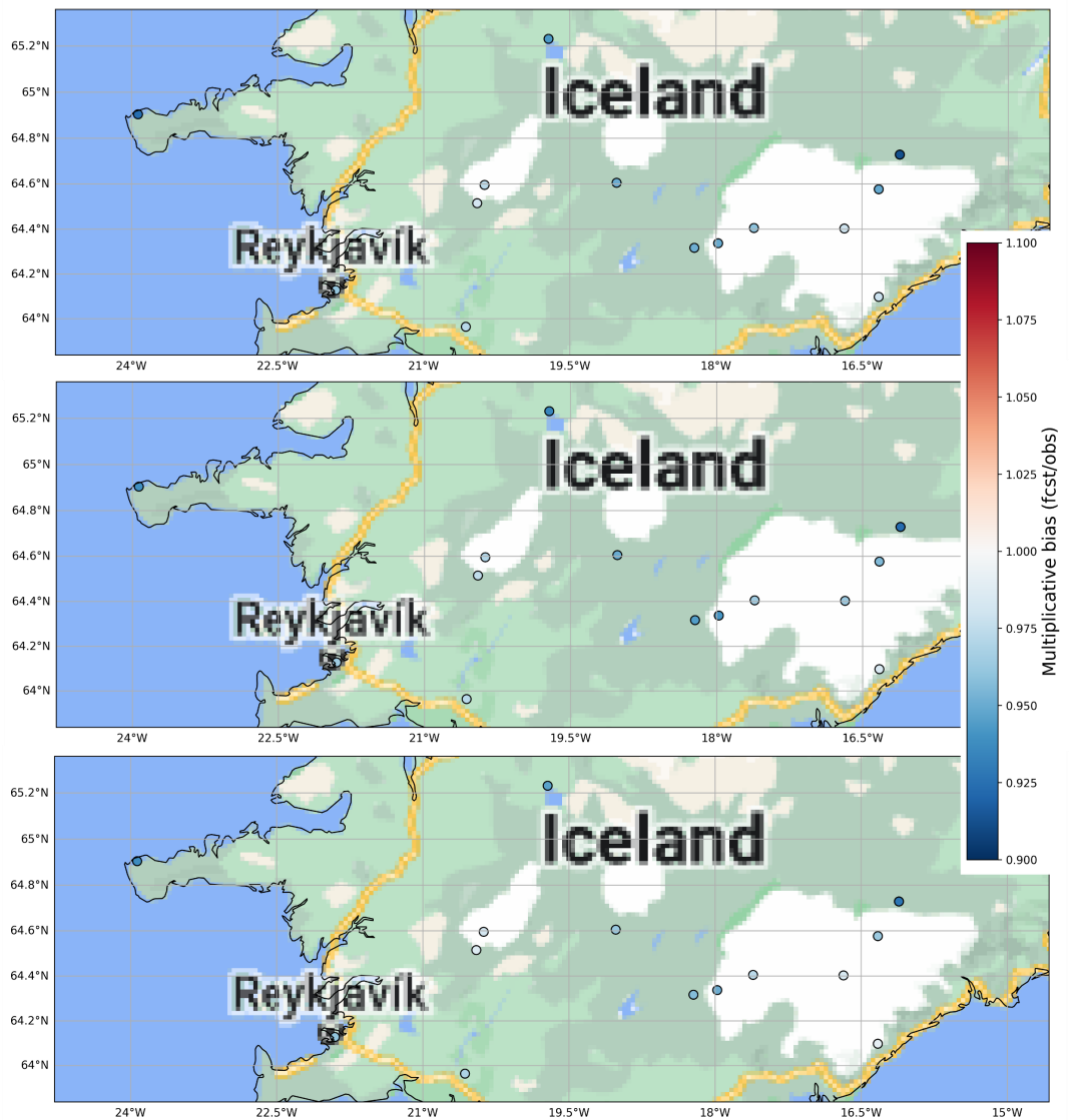 65.2°N
65°N
64.8°N
64.6°N
64.4°N
64.2°N
64°N
Iceland
Reykjavík
24°W 22.5°W 21°W 19.5°W 18°W 16.5°W
65.2°N
65°N
64.8°N
64.6°N
64.4°N
64.2°N
64°N
Iceland
Reykjavík
24°W 22.5°W 21°W 19.5°W 18°W 16.5°W
65.2°N
65°N
64.8°N
64.6°N
64.4°N
64.2°N
64°N
Iceland
Reykjavík
24°W 22.5°W 21°W 19.5°W 18°W 16.5°W 15°W
1.100
1.075
1.050
1.025
1.000
0.975
0.950
0.925
0.900
Multiplicative bias (fcst/obs)